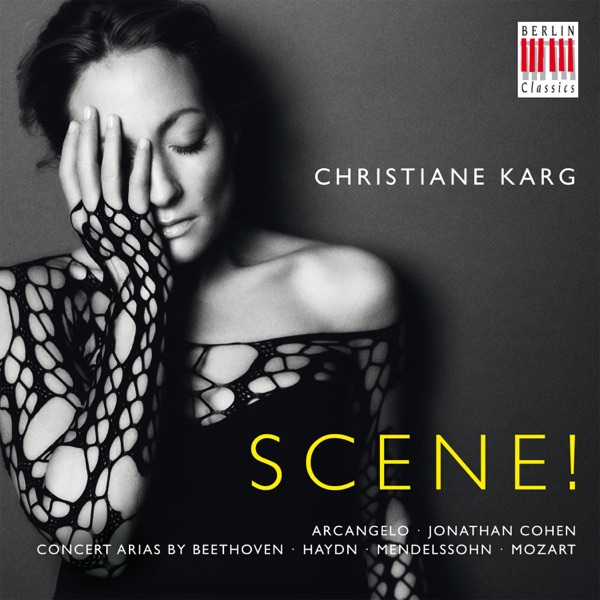 BERLIN
Classics
CHRISTIANE KARG
SCENE!
ARCANGELO · JONATHAN COHEN
CONCERT ARIAS BY BEETHOVEN · HAYDN · MENDELSSOHN · MOZART